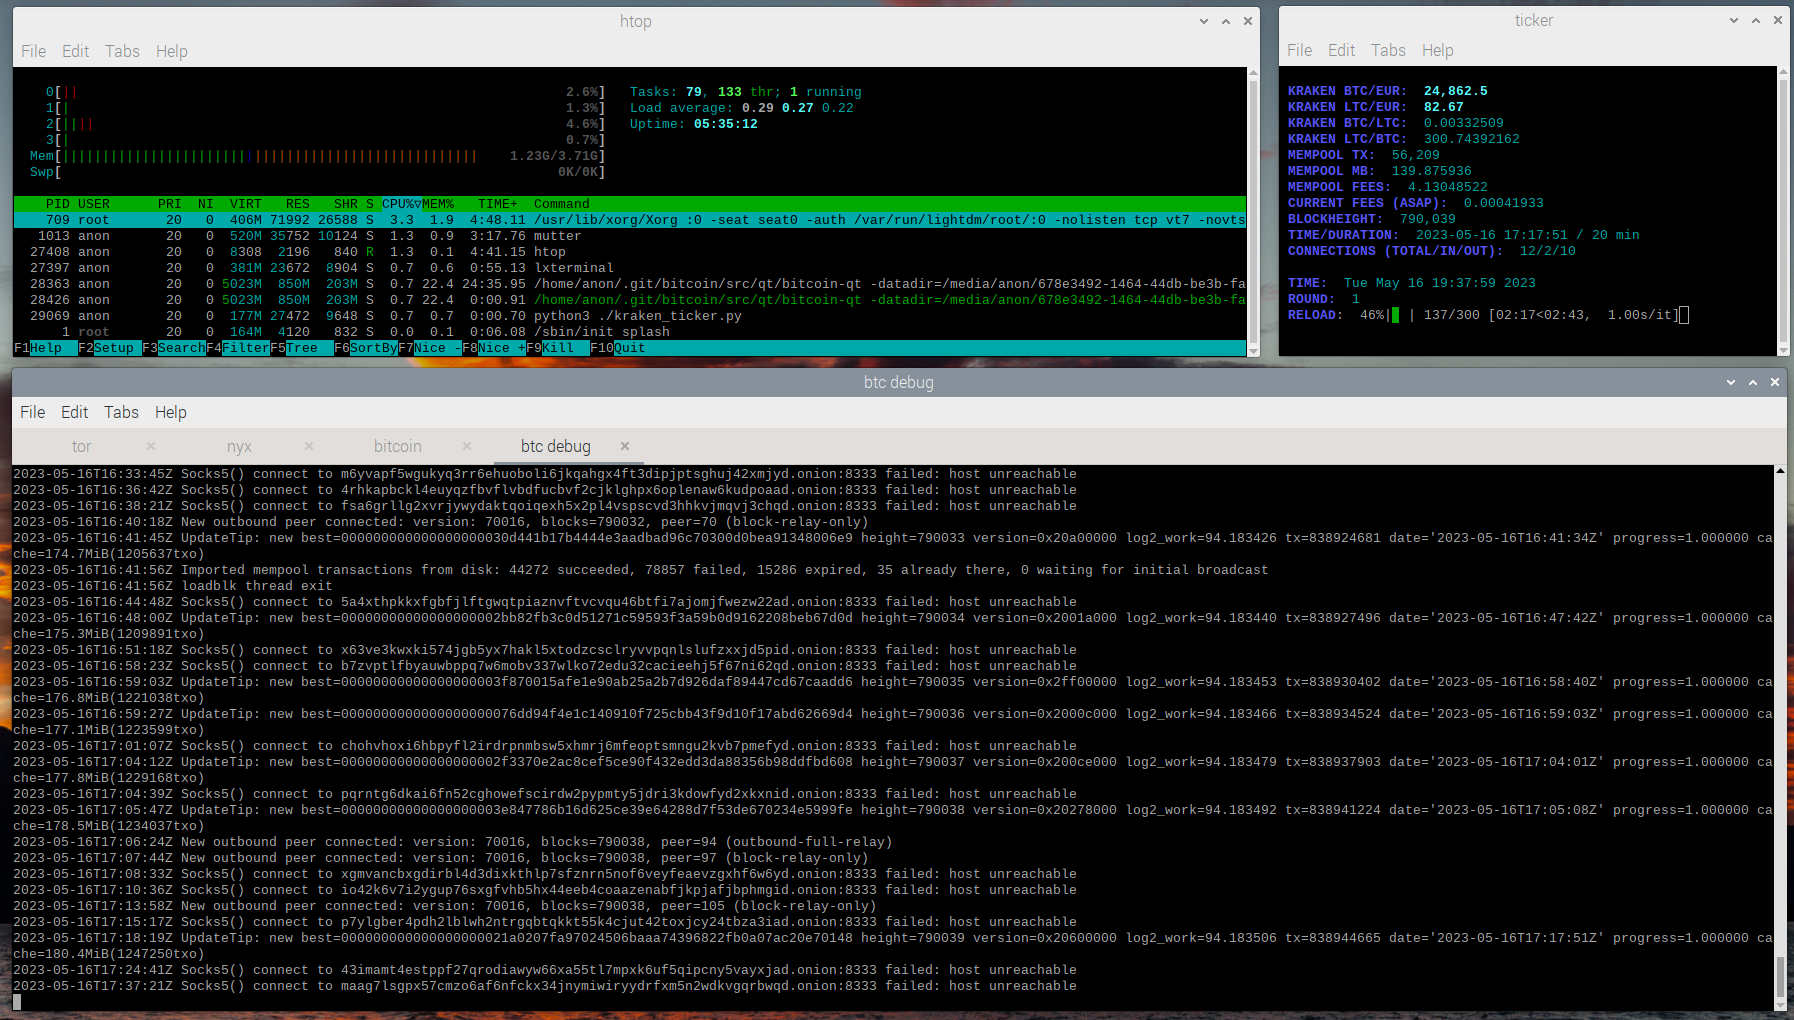 htop
File Edit Tabs Help
0[|| 2.6%] Tasks: 79, 133 thr; 1 running
1[| 1.3%] Load average: 0.29 0.27 0.22
2[|||| 4.6%] Uptime: 05:35:12
3[| 0.7%]
Mem[ 1.23G/3.71G]
Swp[ 0K/0K]
PID USER PRI NI VIRT RES SHR S CPU%▽MEM% TIME+ Command
709 root 20 0 406M 71992 26588 S 3.3 1.9 4:48.11 /usr/lib/xorg/Xorg :0 -seat seat0 -auth /var/run/lightdm/root/:0 -nolisten tcp vt7 -novts
1013 anon 20 0 520M 35752 10124 S 1.3 0.9 3:17.76 mutter
27408 anon 20 0 8308 2196 840 R 1.3 0.1 4:41.15 htop
27397 anon 20 0 381M 23672 8904 S 0.7 0.6 0:55.13 lxterminal
28363 anon 20 0 5023M 850M 203M S 0.7 22.4 24:35.95 /home/anon/.git/bitcoin/src/qt/bitcoin-qt -datadir=/media/anon/678e3492-1464-44db-be3b-fa
28426 anon 20 0 5023M 850M 203M S 0.7 22.4 0:00.91 /home/anon/.git/bitcoin/src/qt/bitcoin-qt -datadir=/media/anon/678e3492-1464-44db-be3b-fa
29069 anon 20 0 177M 27472 9648 S 0.7 0.7 0:00.70 python3 ./kraken_ticker.py
1 root 20 0 164M 4120 832 S 0.0 0.1 0:06.08 /sbin/init splash
F1Help F2Setup F3SearchF4FilterF5Tree F6SortByF7Nice -F8Nice +F9Kill F10Quit
ticker
File Edit Tabs Help
KRAKEN BTC/EUR: 24,862.5
KRAKEN LTC/EUR: 82.67
KRAKEN BTC/LTC: 0.00332509
KRAKEN LTC/BTC: 300.74392162
MEMPOOL TX: 56,209
MEMPOOL MB: 139.875936
MEMPOOL FEES: 4.13048522
CURRENT FEES (ASAP): 0.00041933
BLOCKHEIGHT: 790,039
TIME/DURATION: 2023-05-16 17:17:51 / 20 min
CONNECTIONS (TOTAL/IN/OUT): 12/2/10
TIME: Tue May 16 19:37:59 2023
ROUND: 1
RELOAD: 46%|█ | 137/300 [02:17<02:43, 1.00s/it]
btc debug
File Edit Tabs Help
tor nyx bitcoin btc debug
2023-05-16T16:33:45Z Socks5() connect to m6yvapf5wgukyq3rr6ehuoboli6jkqahgx4ft3dipjptsghuj42xmjyd.onion:8333 failed: host unreachable
2023-05-16T16:36:42Z Socks5() connect to 4rhkapbckl4euyqzfbvflvbdfucbvf2cjklghpx6oplenaw6kudpoaad.onion:8333 failed: host unreachable
2023-05-16T16:38:21Z Socks5() connect to fsa6grllg2xvrjywydaktqoiqexh5x2pl4vspscvd3hhkvjmqvj3chqd.onion:8333 failed: host unreachable
2023-05-16T16:40:18Z New outbound peer connected: version: 70016, blocks=790032, peer=70 (block-relay-only)
2023-05-16T16:41:45Z UpdateTip: new best=000000000000000000030d441b17b4444e3aadbad96c70300d0bea91348006e9 height=790033 version=0x20a00000 log2_work=94.183426 tx=838924681 date='2023-05-16T16:41:34Z' progress=1.000000 ca
che=174.7MiB(1205637txo)
2023-05-16T16:41:56Z Imported mempool transactions from disk: 44272 succeeded, 78857 failed, 15286 expired, 35 already there, 0 waiting for initial broadcast
2023-05-16T16:41:56Z loadblk thread exit
2023-05-16T16:44:48Z Socks5() connect to 5a4xthpkkxfgbfjlftgwqtpiaznvftvcvqu46btfi7ajomjfwezw22ad.onion:8333 failed: host unreachable
2023-05-16T16:48:00Z UpdateTip: new best=00000000000000000002bb82fb3c0d51271c59593f3a59b0d9162208beb67d0d height=790034 version=0x2001a000 log2_work=94.183440 tx=838927496 date='2023-05-16T16:47:42Z' progress=1.000000 ca
che=175.3MiB(1209891txo)
2023-05-16T16:51:18Z Socks5() connect to x63ve3kwxki574jgb5yx7hakl5xtodzcsclryvvpqnlslufzxxjd5pid.onion:8333 failed: host unreachable
2023-05-16T16:58:23Z Socks5() connect to b7zvptlfbyauwbppq7w6mobv337wlko72edu32cacieehj5f67ni62qd.onion:8333 failed: host unreachable
2023-05-16T16:59:03Z UpdateTip: new best=00000000000000000003f870015afe1e90ab25a2b7d926daf89447cd67caadd6 height=790035 version=0x2ff00000 log2_work=94.183453 tx=838930402 date='2023-05-16T16:58:40Z' progress=1.000000 ca
che=176.8MiB(1221038txo)
2023-05-16T16:59:27Z UpdateTip: new best=0000000000000000000076dd94f4e1c140910f725cbb43f9d10f17abd62669d4 height=790036 version=0x2000c000 log2_work=94.183466 tx=838934524 date='2023-05-16T16:59:03Z' progress=1.000000 ca
che=177.1MiB(1223599txo)
2023-05-16T17:01:07Z Socks5() connect to chohvhoxi6hbpyfl2irdrpnmbsw5xhmrj6mfeoptsmngu2kvb7pmefyd.onion:8333 failed: host unreachable
2023-05-16T17:04:12Z UpdateTip: new best=00000000000000000002f3370e2ac8cef5ce90f432edd3da88356b98ddfbd608 height=790037 version=0x200ce000 log2_work=94.183479 tx=838937903 date='2023-05-16T17:04:01Z' progress=1.000000 ca
che=177.8MiB(1229168txo)
2023-05-16T17:04:39Z Socks5() connect to pqrntg6dkai6fn52cghowefscirdw2pypmty5jdri3kdowfyd2xkxnid.onion:8333 failed: host unreachable
2023-05-16T17:05:47Z UpdateTip: new best=00000000000000000003e847786b16d625ce39e64288d7f53de670234e5999fe height=790038 version=0x20278000 log2_work=94.183492 tx=838941224 date='2023-05-16T17:05:08Z' progress=1.000000 ca
che=178.5MiB(1234037txo)
2023-05-16T17:06:24Z New outbound peer connected: version: 70016, blocks=790038, peer=94 (outbound-full-relay)
2023-05-16T17:07:44Z New outbound peer connected: version: 70016, blocks=790038, peer=97 (block-relay-only)
2023-05-16T17:08:33Z Socks5() connect to xgmvancbxgdirbl4d3dixkthlp7sfznrn5nof6veyfeaevzgxhf6w6yd.onion:8333 failed: host unreachable
2023-05-16T17:10:36Z Socks5() connect to io42k6v7i2ygup76sxgfvhb5hx44eeb4coaazenabfjkpjafjbphmgid.onion:8333 failed: host unreachable
2023-05-16T17:13:58Z New outbound peer connected: version: 70016, blocks=790038, peer=105 (block-relay-only)
2023-05-16T17:15:17Z Socks5() connect to p7ylgber4pdh2lblwh2ntrgqbtqkkt55k4cjut42toxjcy24tbza3iad.onion:8333 failed: host unreachable
2023-05-16T17:18:19Z UpdateTip: new best=000000000000000000021a0207fa97024506baaa74396822fb0a07ac20e70148 height=790039 version=0x20600000 log2_work=94.183506 tx=838944665 date='2023-05-16T17:17:51Z' progress=1.000000 ca
che=180.4MiB(1247250txo)
2023-05-16T17:24:41Z Socks5() connect to 43imamt4estppf27qrodiawyw66xa55tl7mpxk6uf5qipcny5vayxjad.onion:8333 failed: host unreachable
2023-05-16T17:37:21Z Socks5() connect to maag7lsgpx57cmzo6af6nfckx34jnymiwiryydrfxm5n2wdkvgqrbwqd.onion:8333 failed: host unreachable